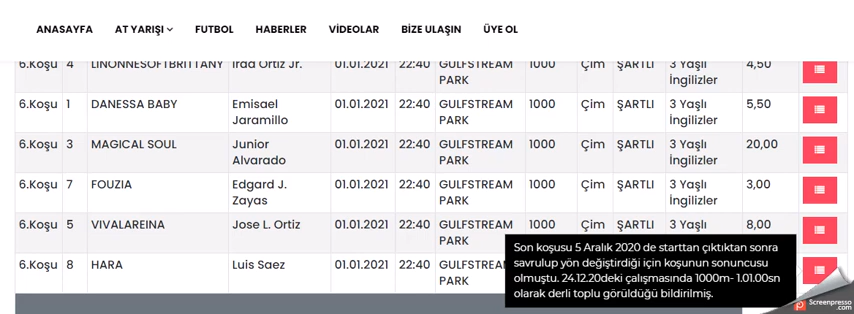 ANASAYFA AT YARIŞI FUTBOL HABERLER VİDEOLAR BİZE ULAŞIN ÜYE OL
6.Koşu 4 LINONNESOFTBRITTANY Irad Ortiz Jr. 01.01.2021 22:40 GULFSTREAM PARK 1000 Çim ŞARTLI 3 Yaşlı İngilizler 4,50
6.Koşu 1 DANESSA BABY Emisael Jaramillo 01.01.2021 22:40 GULFSTREAM PARK 1000 Çim ŞARTLI 3 Yaşlı İngilizler 5,50
6.Koşu 3 MAGICAL SOUL Junior Alvarado 01.01.2021 22:40 GULFSTREAM PARK 1000 Çim ŞARTLI 3 Yaşlı İngilizler 20,00
6.Koşu 7 FOUZIA Edgard J. Zayas 01.01.2021 22:40 GULFSTREAM PARK 1000 Çim ŞARTLI 3 Yaşlı İngilizler 3,00
6.Koşu 5 VIVALAREINA Jose L. Ortiz 01.01.2021 22:40 GULFSTREAM PARK 1000 Çim ŞARTLI 3 Yaşlı 8,00
6.Koşu 8 HARA Luis Saez 01.01.2021 22:40 GULFSTREAM PARK
Son koşusu 5 Aralık 2020 de starttan çıktıktan sonra
savrulup yön değiştirdiği için koşunun sonuncusu
olmuştu. 24.12.20deki çalışmasında 1000m- 1.01.00sn
olarak derli toplu görüldüğü bildirilmiş.
Screenpresso
.com